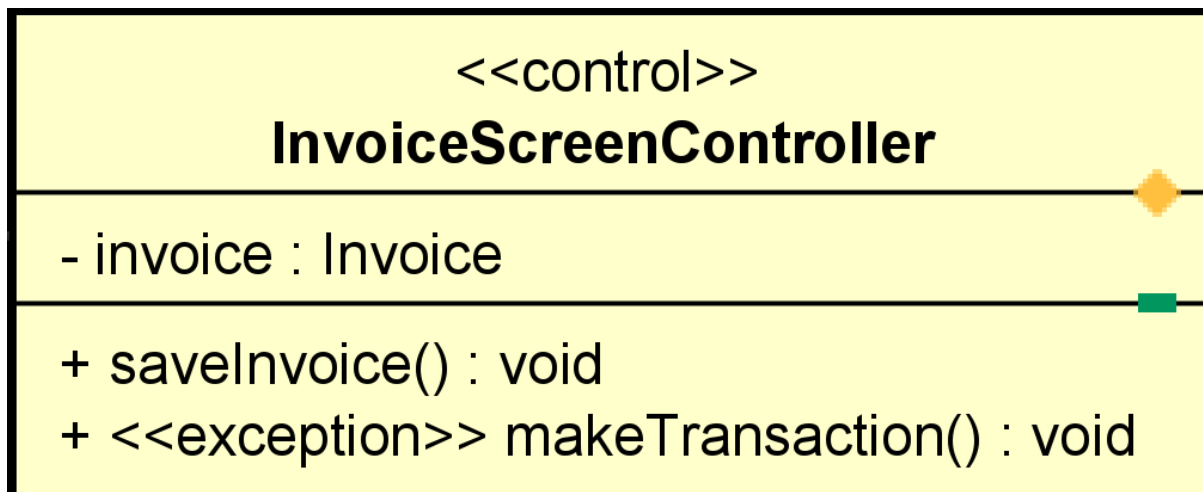 <<control>>
InvoiceScreenController
- invoice : Invoice
+ saveInvoice() : void
+ <<exception>> makeTransaction() : void